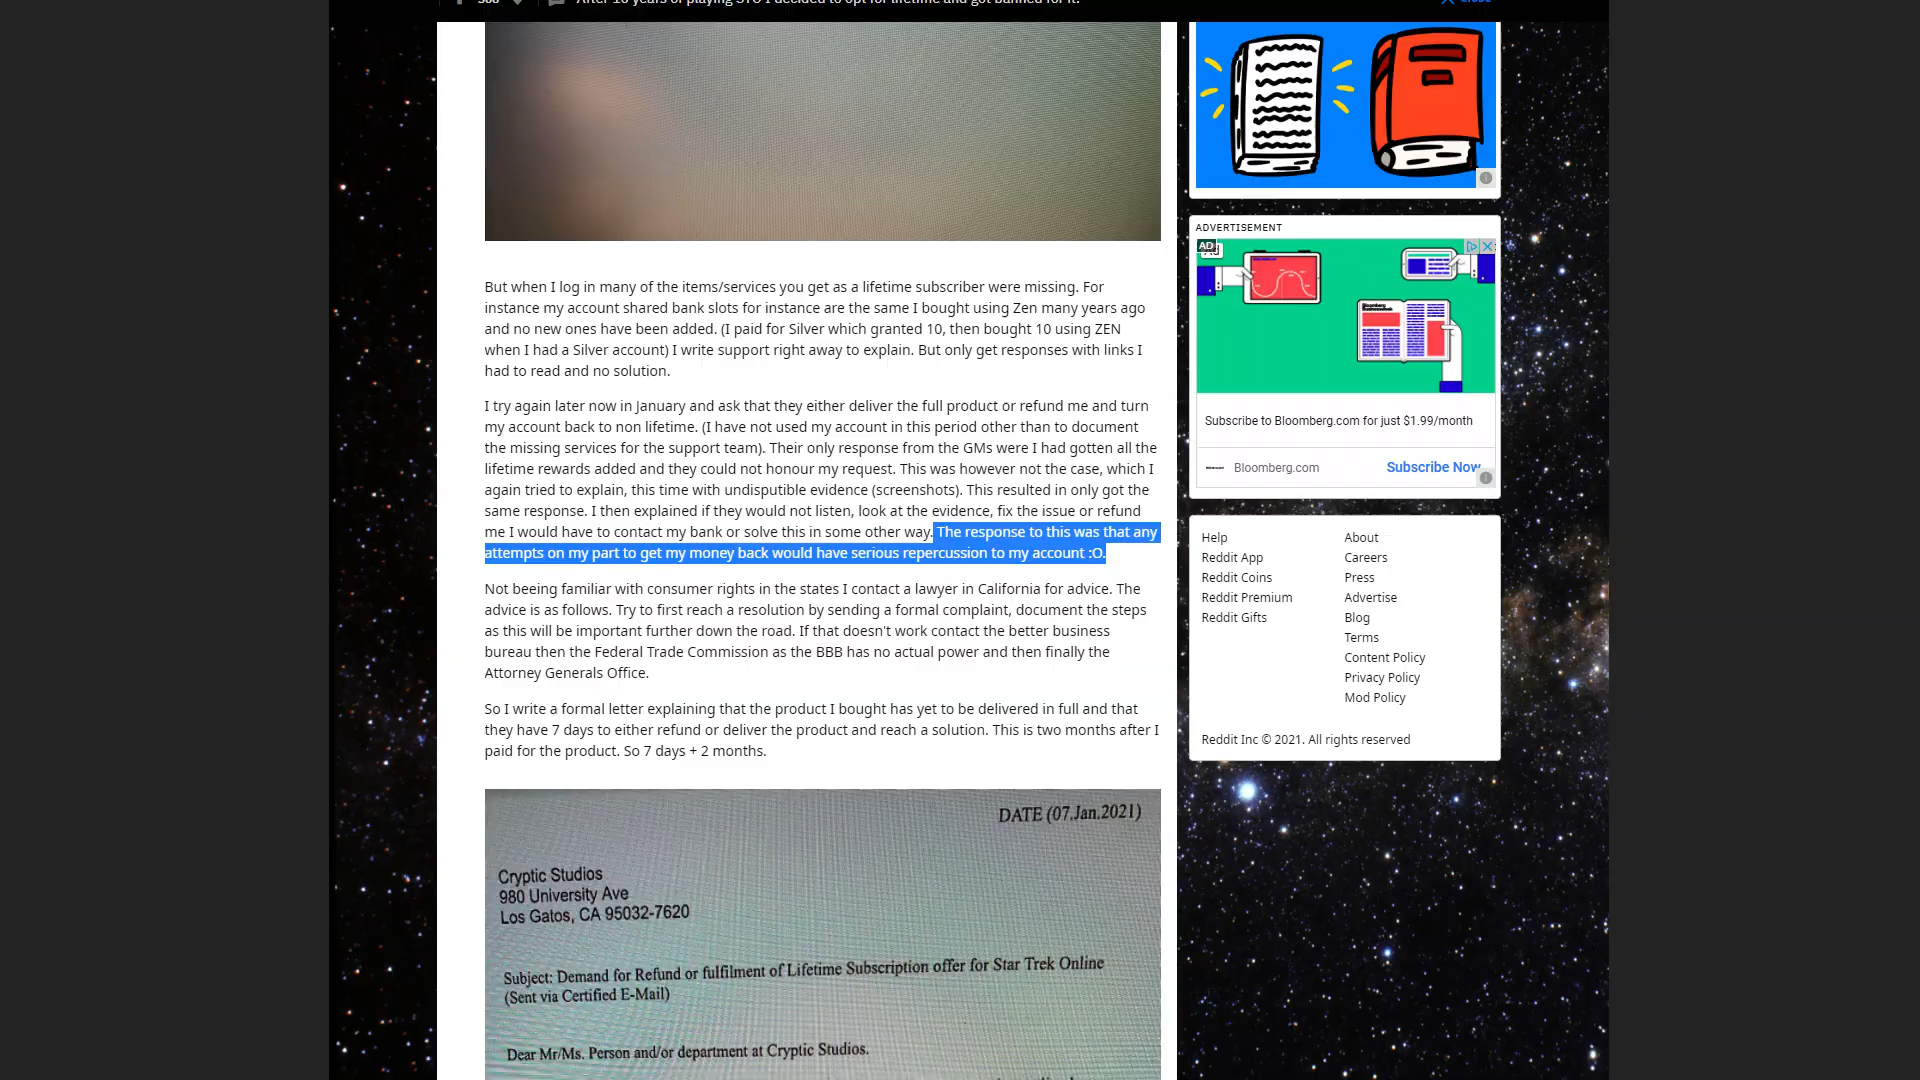 After 10 years of playing STO I decided to opt for lifetime and got banned for it.
Close
But when I log in many of the items/services you get as a lifetime subscriber were missing. For
instance my account shared bank slots for instance are the same I bought using Zen many years ago
and no new ones have been added. (I paid for Silver which granted 10, then bought 10 using ZEN
when I had a Silver account) I write support right away to explain. But only get responses with links I
had to read and no solution.
I try again later now in January and ask that they either deliver the full product or refund me and turn
my account back to non lifetime. (I have not used my account in this period other than to document
the missing services for the support team). Their only response from the GMs were I had gotten all the
lifetime rewards added and they could not honour my request. This was however not the case, which I
again tried to explain, this time with undisputible evidence (screenshots). This resulted in only got the
same response. I then explained if they would not listen, look at the evidence, fix the issue or refund
me I would have to contact my bank or solve this in some other way. The response to this was that any
attempts on my part to get my money back would have serious repercussion to my account :O.
Not beeing familiar with consumer rights in the states I contact a lawyer in California for advice. The
advice is as follows. Try to first reach a resolution by sending a formal complaint, document the steps
as this will be important further down the road. If that doesn't work contact the better business
bureau then the Federal Trade Commission as the BBB has no actual power and then finally the
Attorney Generals Office.
So I write a formal letter explaining that the product I bought has yet to be delivered in full and that
they have 7 days to either refund or deliver the product and reach a solution. This is two months after I
paid for the product. So 7 days + 2 months.
DATE (07.Jan.2021)
Cryptic Studios
980 University Ave
Los Gatos, CA 95032-7620
Subject: Demand for Refund or fulfilment of Lifetime Subscription offer for Star Trek Online
(Sent via Certified E-Mail)
Dear Mr/Ms. Person and/or department at Cryptic Studios.
ADVERTISEMENT
AD
Bloomberg
Businessweek
Subscribe to Bloomberg.com for just $1.99/month
Bloomberg.com
Subscribe Now
Help
Reddit App
Reddit Coins
Reddit Premium
Reddit Gifts
About
Careers
Press
Advertise
Blog
Terms
Content Policy
Privacy Policy
Mod Policy
Reddit Inc © 2021. All rights reserved